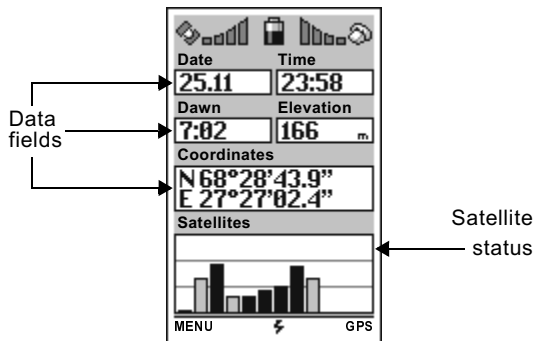 Date Time
25.11 23:58
Dawn Elevation
7:02 166 m
Data
fields
Coordinates
N 68°28'43.9"
E 27°27'02.4"
Satellites
Satellite
status
MENU GPS